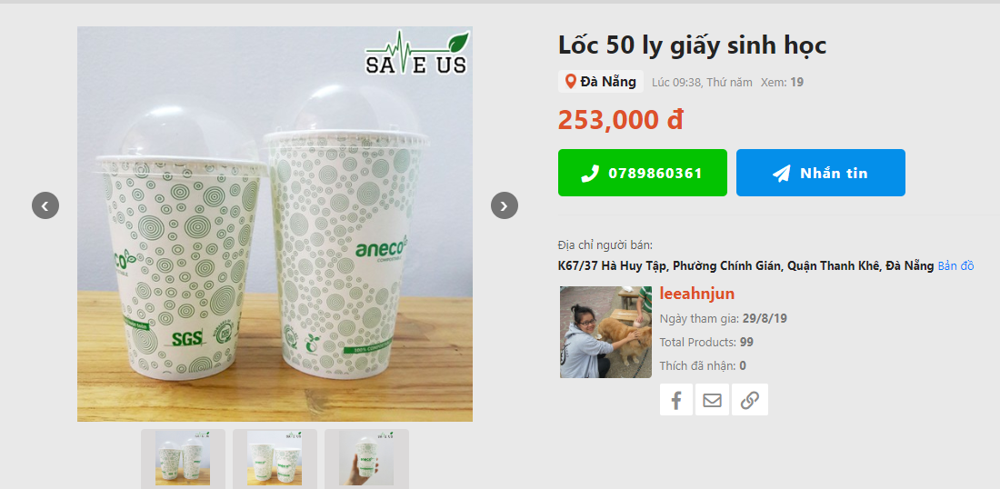 SAVE US
aneco
COMPOSTABLE
SGS
100% COMPOSTABLE
Lốc 50 ly giấy sinh học
Đà Nẵng Lúc 09:38, Thứ năm Xem: 19
253,000 đ
0789860361 Nhắn tin
Địa chỉ người bán:
K67/37 Hà Huy Tập, Phường Chính Gián, Quận Thanh Khê, Đà Nẵng Bản đồ
leeahnjun
Ngày tham gia: 29/8/19
Total Products: 99
Thích đã nhận: 0